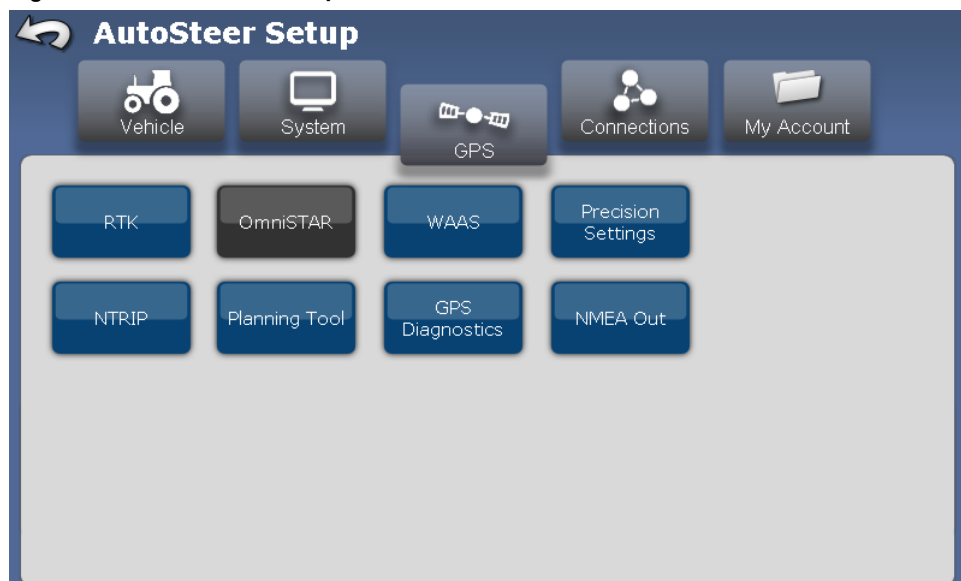 AutoSteer Setup
Vehicle
System
GPS
Connections
My Account
RTK
OmniSTAR
WAAS
Precision
Settings
NTRIP
Planning Tool
GPS
Diagnostics
NMEA Out